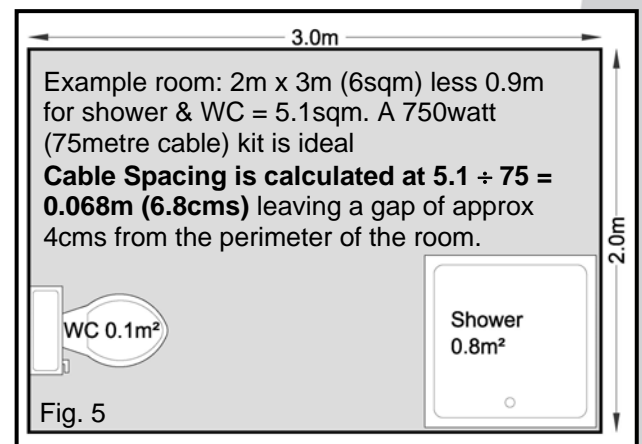 3.0m
Example room: 2m x 3m (6sqm) less 0.9m
for shower & WC = 5.1sqm. A 750watt
(75metre cable) kit is ideal
Cable Spacing is calculated at 5.1 ÷ 75 =
0.068m (6.8cms) leaving a gap of approx
4cms from the perimeter of the room.
2.0m
WC 0.1m²
Shower
0.8m²
Fig. 5